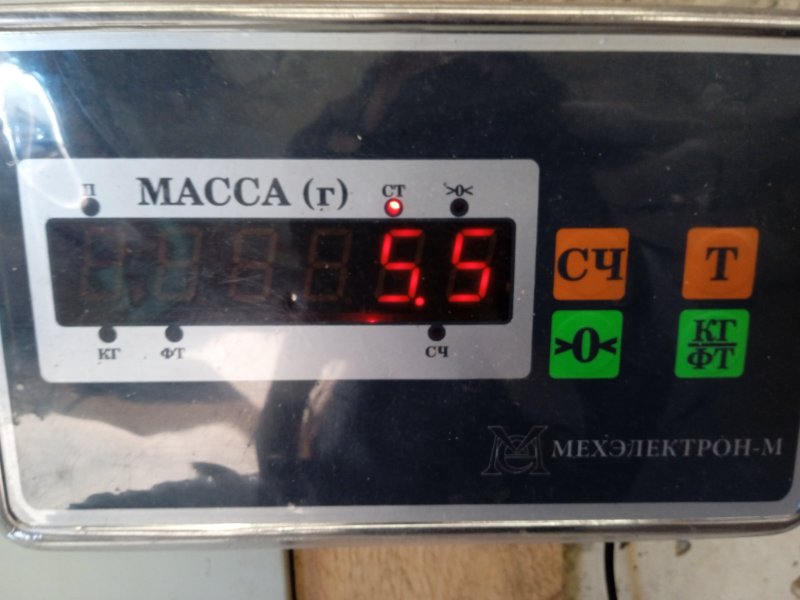 П МАССА (г) СТ >0<
5.5
КГ ФТ СЧ
СЧ Т
>0< КГ/ФТ
МЕХЭЛЕКТРОН-М